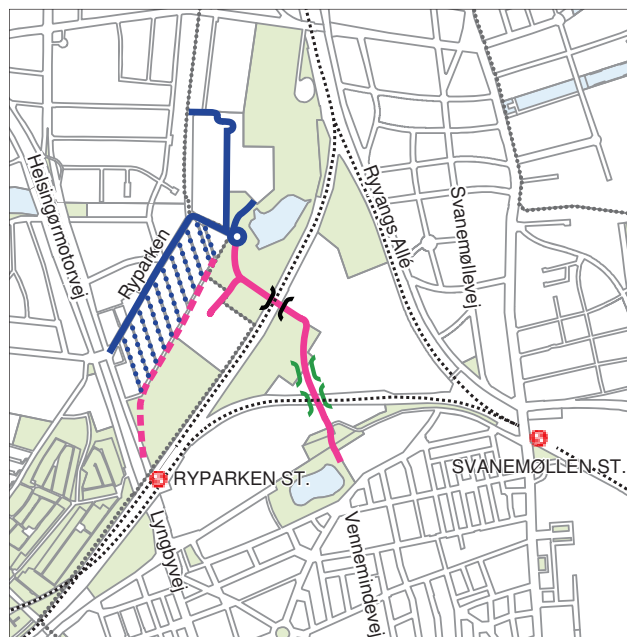 Helsingørmotorvej
Ryparken
Ryvangs Allé
Svanemøllevej
SVANEMØLLEN ST.
RYPARKEN ST.
Lyngbyvej
Vennemindevej